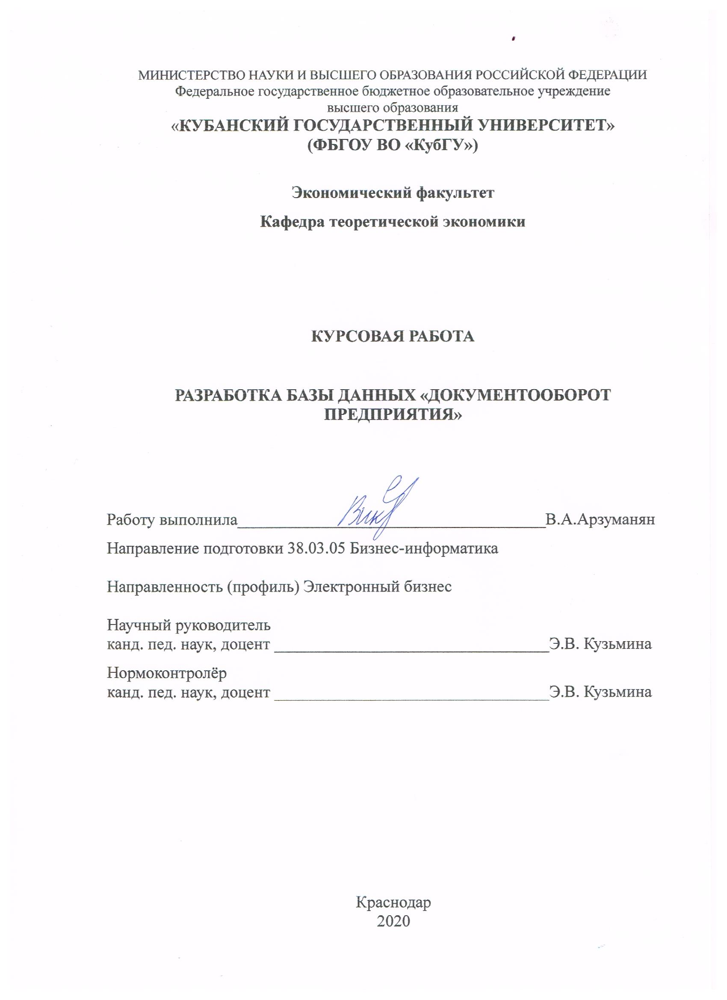 МИНИСТЕРСТВО НАУКИ И ВЫСШЕГО ОБРАЗОВАНИЯ РОССИЙСКОЙ ФЕДЕРАЦИИ
Федеральное государственное бюджетное образовательное учреждение
высшего образования
«КУБАНСКИЙ ГОСУДАРСТВЕННЫЙ УНИВЕРСИТЕТ»
(ФБГОУ ВО «КубГУ»)
Экономический факультет
Кафедра теоретической экономики
КУРСОВАЯ РАБОТА
РАЗРАБОТКА БАЗЫ ДАННЫХ «ДОКУМЕНТООБОРОТ
ПРЕДПРИЯТИЯ»
Работу выполнила В.А.Арзуманян
Направление подготовки 38.03.05 Бизнес-информатика
Направленность (профиль) Электронный бизнес
Научный руководитель
канд. пед. наук, доцент Э.В. Кузьмина
Нормоконтролёр
канд. пед. наук, доцент Э.В. Кузьмина
Краснодар
2020